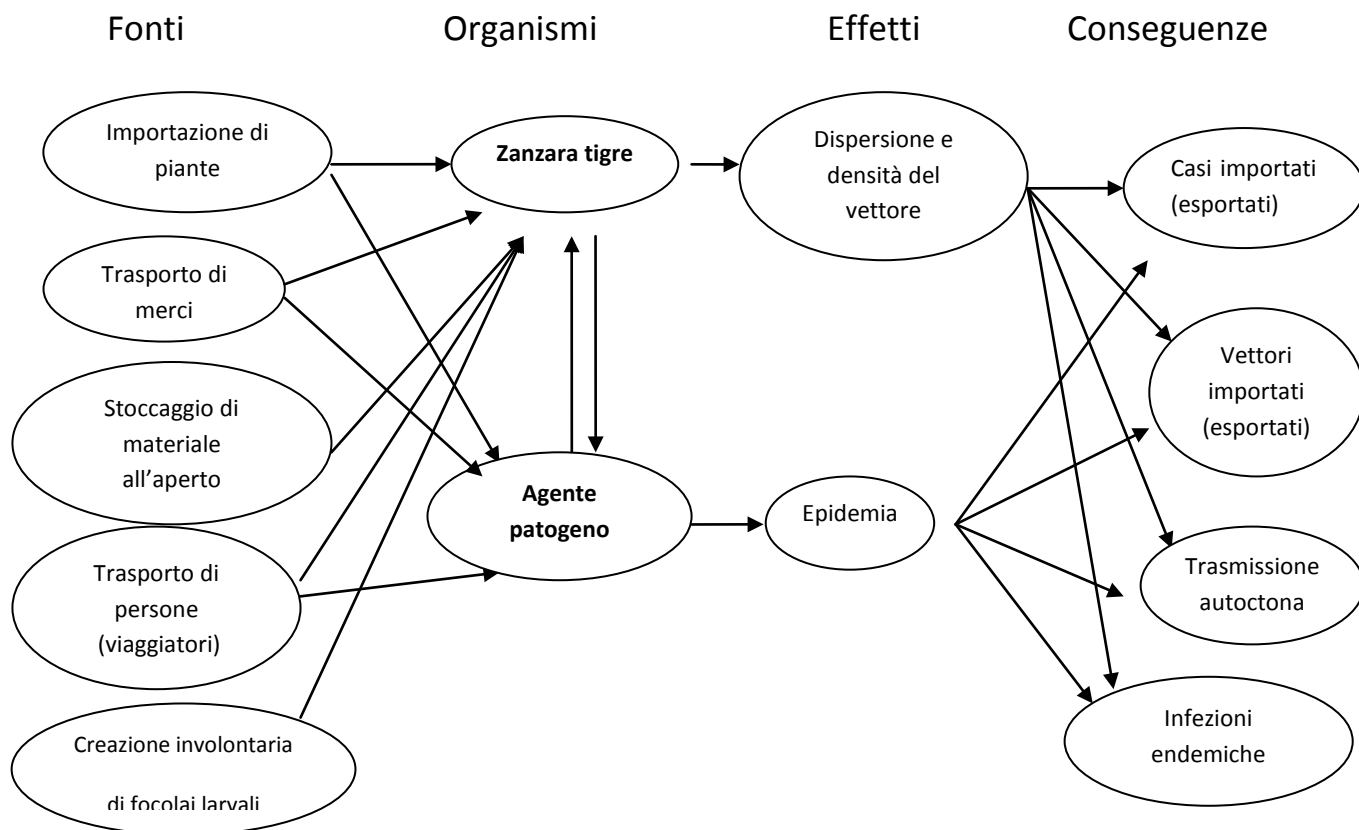 Fonti
Organismi
Effetti
Conseguenze
Importazione di
piante
Trasporto di
merci
Stoccaggio di
materiale
all’aperto
Trasporto di
persone
(viaggiatori)
Creazione involontaria
di focolai larvali
Zanzara tigre
Agente
patogeno
Dispersione e
densità del
vettore
Epidemia
Casi importati
(esportati)
Vettori
importati
(esportati)
Trasmissione
autoctona
Infezioni
endemiche